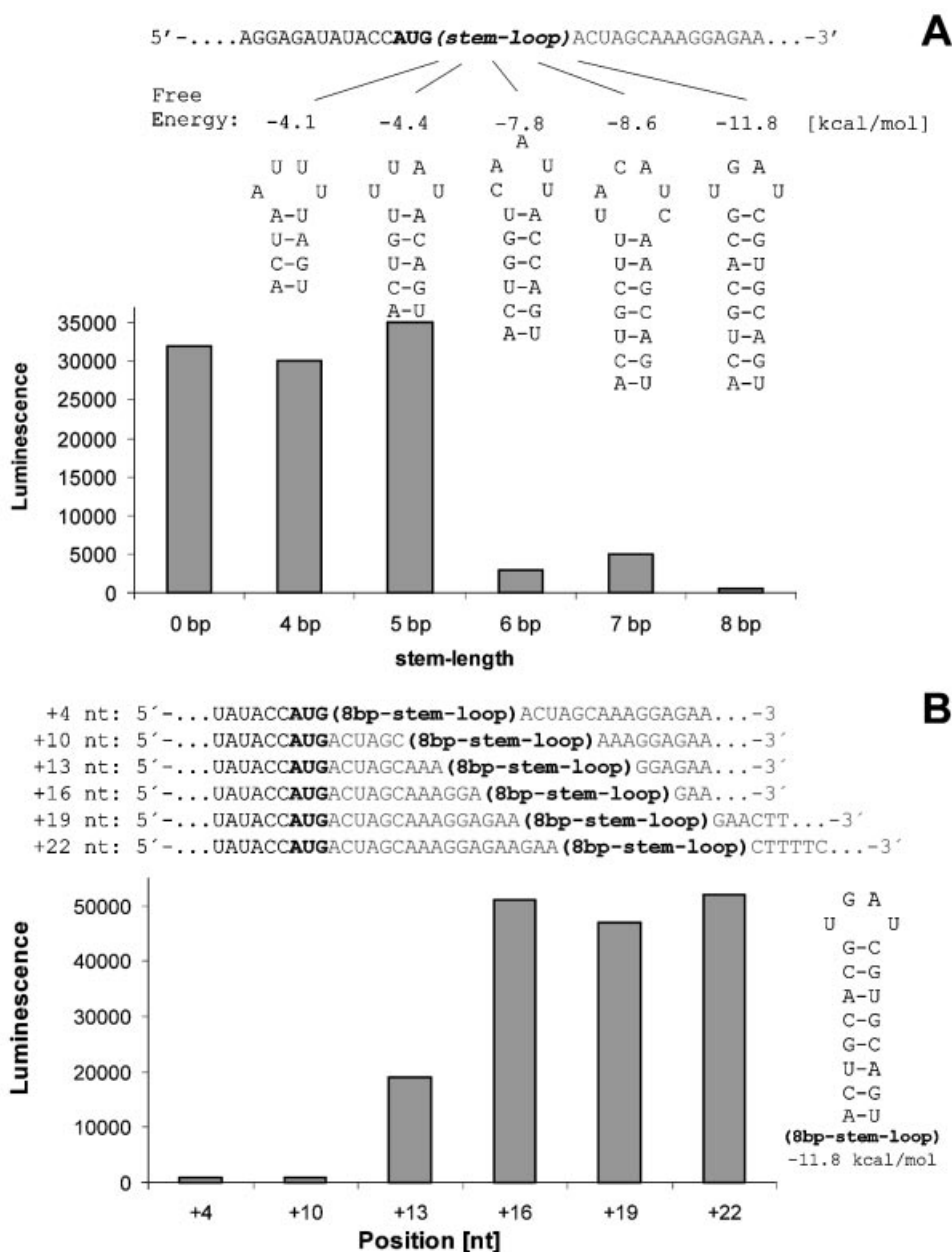 A
5’-....AGGAGAUAUACCAUG(stem-loop)ACUAGCAAAGGAGAA...-3’
Free
Energy: -4.1 -4.4 -7.8 -8.6 -11.8 [kcal/mol]
A
U U U A A U C A G A
A U U U C U A U U U
A-U U-A U-A U C G-C
U-A G-C G-C U-A C-G
C-G U-A G-C U-A A-U
A-U C-G U-A C-G C-G
A-U C-G G-C G-C
A-U U-A U-A
C-G C-G
A-U A-U
Luminescence
35000
30000
25000
20000
15000
10000
5000
0
0 bp 4 bp 5 bp 6 bp 7 bp 8 bp
stem-length
B
+4 nt: 5´-...UAUACCAUG(8bp-stem-loop)ACUAGCAAAGGAGAA...-3
+10 nt: 5´-...UAUACCAUGACUAGC(8bp-stem-loop)AAAGGAGAA...-3´
+13 nt: 5´-...UAUACCAUGACUAGCAAA(8bp-stem-loop)GGAGAA...-3´
+16 nt: 5´-...UAUACCAUGACUAGCAAAGGA(8bp-stem-loop)GAA...-3´
+19 nt: 5´-...UAUACCAUGACUAGCAAAGGAGAA(8bp-stem-loop)GAACTT...-3´
+22 nt: 5´-...UAUACCAUGACUAGCAAAGGAGAAGAA(8bp-stem-loop)CTTTTC...-3´
Luminescence
50000
40000
30000
20000
10000
0
+4 +10 +13 +16 +19 +22
Position [nt]
G A
U U
G-C
C-G
A-U
C-G
G-C
U-A
C-G
A-U
(8bp-stem-loop)
-11.8 kcal/mol